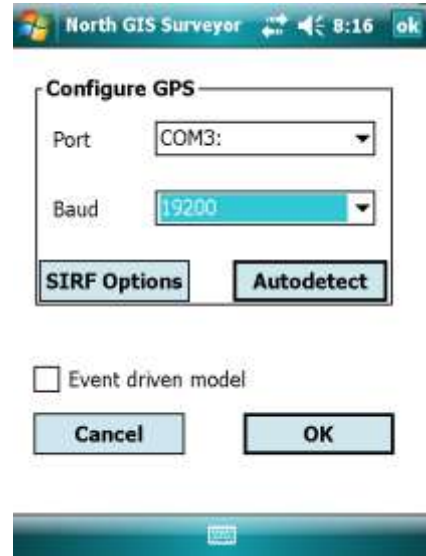 North GIS Surveyor 8:16 ok
Configure GPS
Port COM3:
Baud 19200
SIRF Options Autodetect
Event driven model
Cancel OK